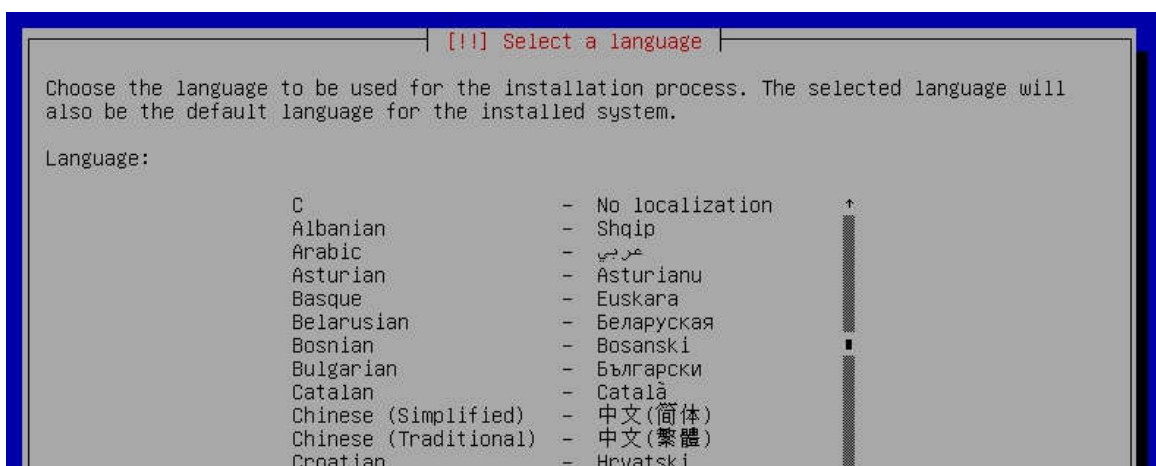 [!!] Select a language
Choose the language to be used for the installation process. The selected language will
also be the default language for the installed system.
Language:
C - No localization
Albanian - Shqip
Arabic - عربي
Asturian - Asturianu
Basque - Euskara
Belarusian - Беларуская
Bosnian - Bosanski
Bulgarian - Български
Catalan - Català
Chinese (Simplified) - 中文(简体)
Chinese (Traditional) - 中文(繁體)
Croatian - Hrvatski